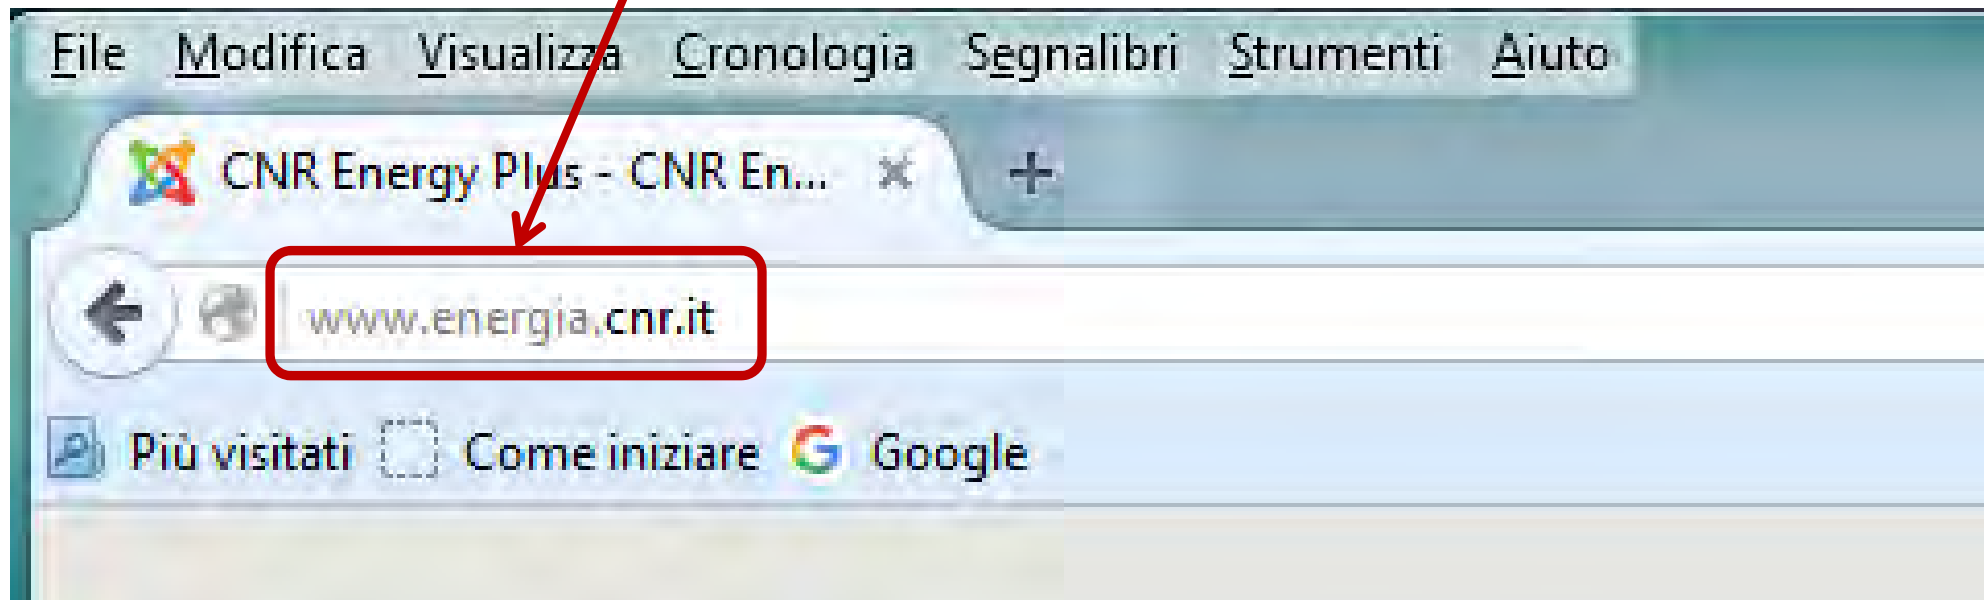 File Modifica Visualizza Cronologia Segnalibri Strumenti Aiuto
CNR Energy Plus - CNR En...
www.energia.cnr.it
Più visitati Come iniziare Google